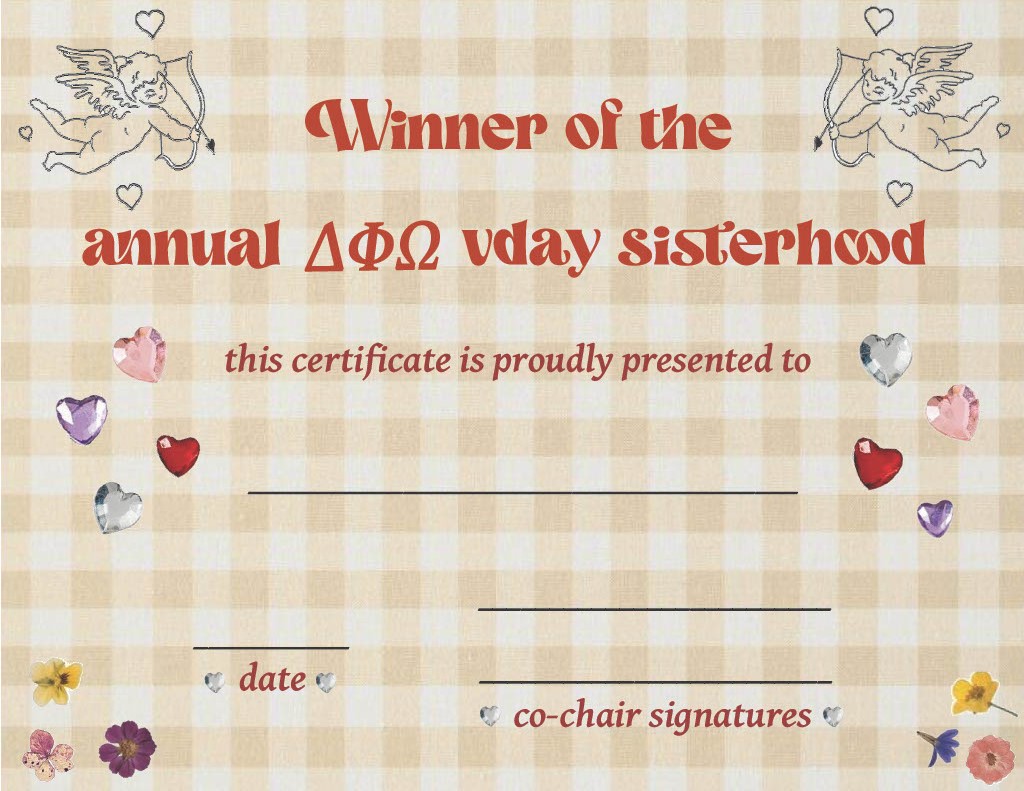 Winner of the
annual ΔΦΩ vday sisterhood
this certificate is proudly presented to
date
co-chair signatures